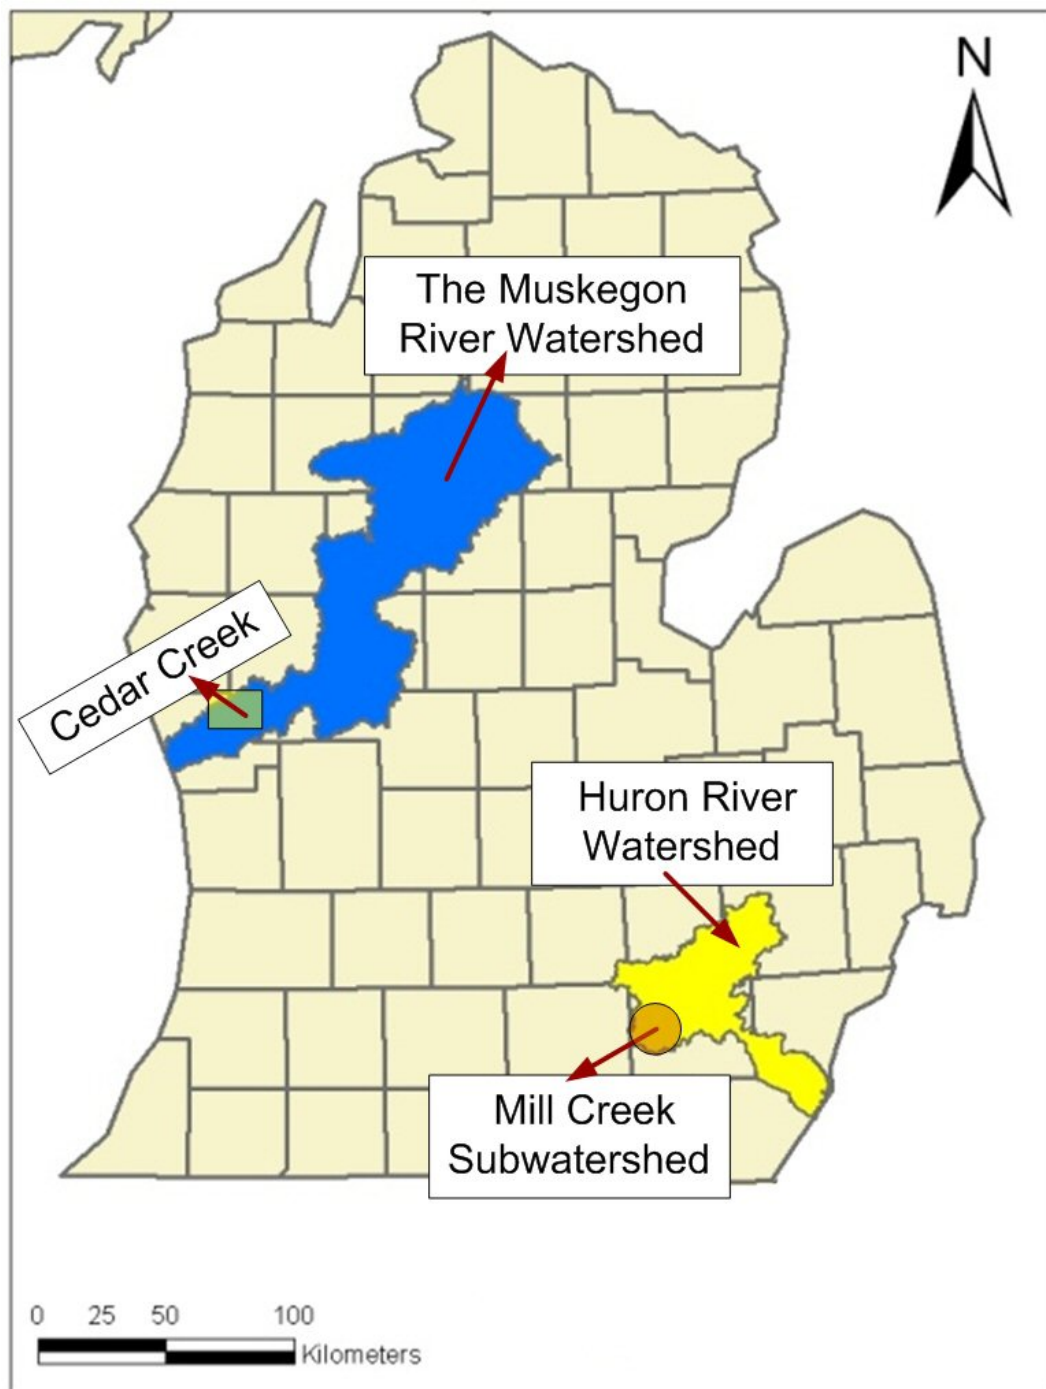 N
The Muskegon
River Watershed
Cedar Creek
Huron River
Watershed
Mill Creek
Subwatershed
0 25 50 100
Kilometers